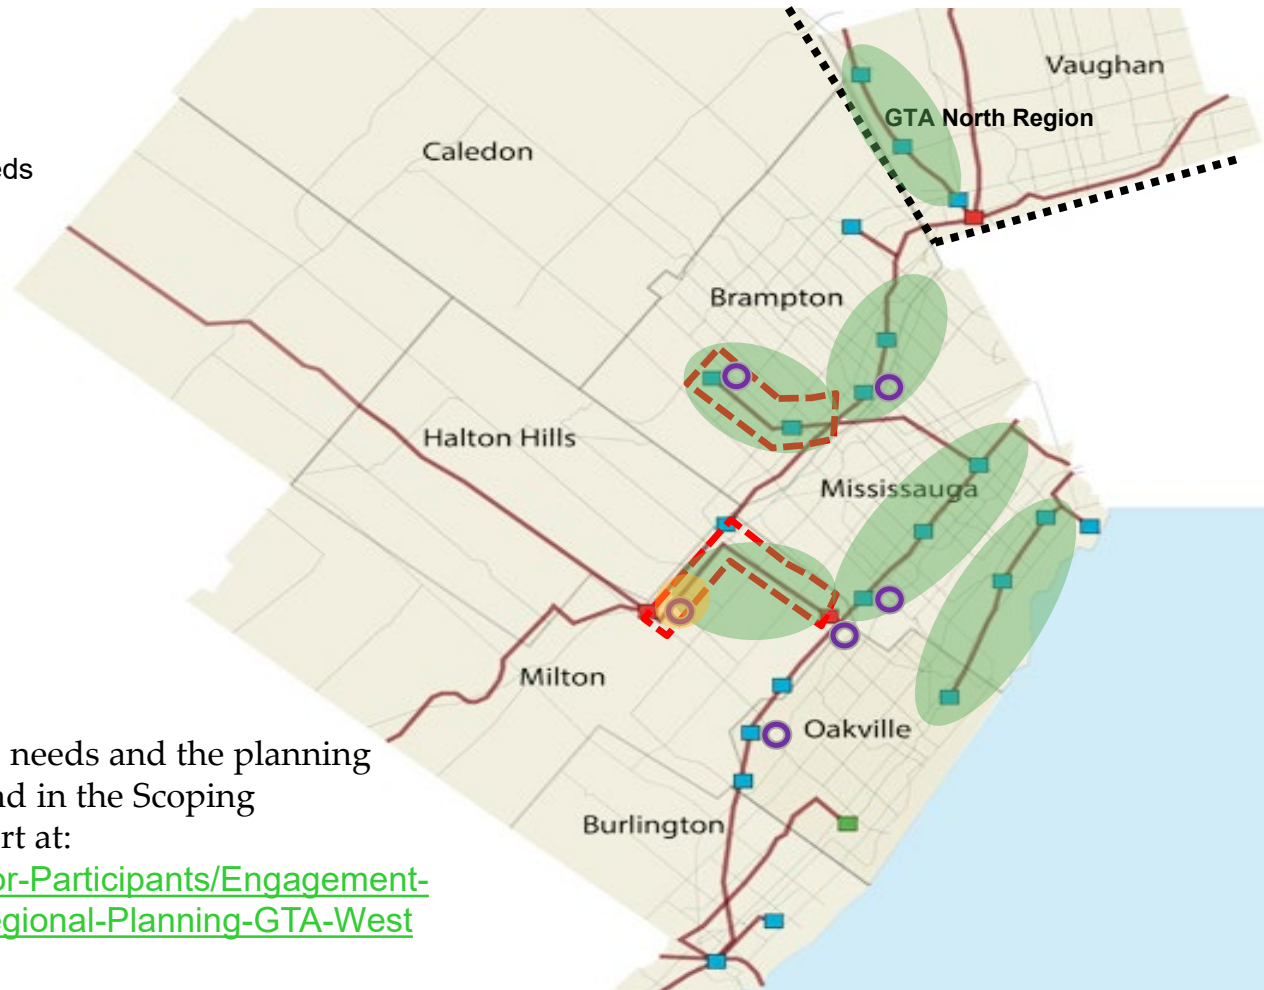 Vaughan
GTA North Region
Caledon
eds
Brampton
Halton Hills
Mississauga
Milton
Oakville
needs and the planning
nd in the Scoping
rt at:
Burlington
or-Participants/Engagement-
egional-Planning-GTA-West